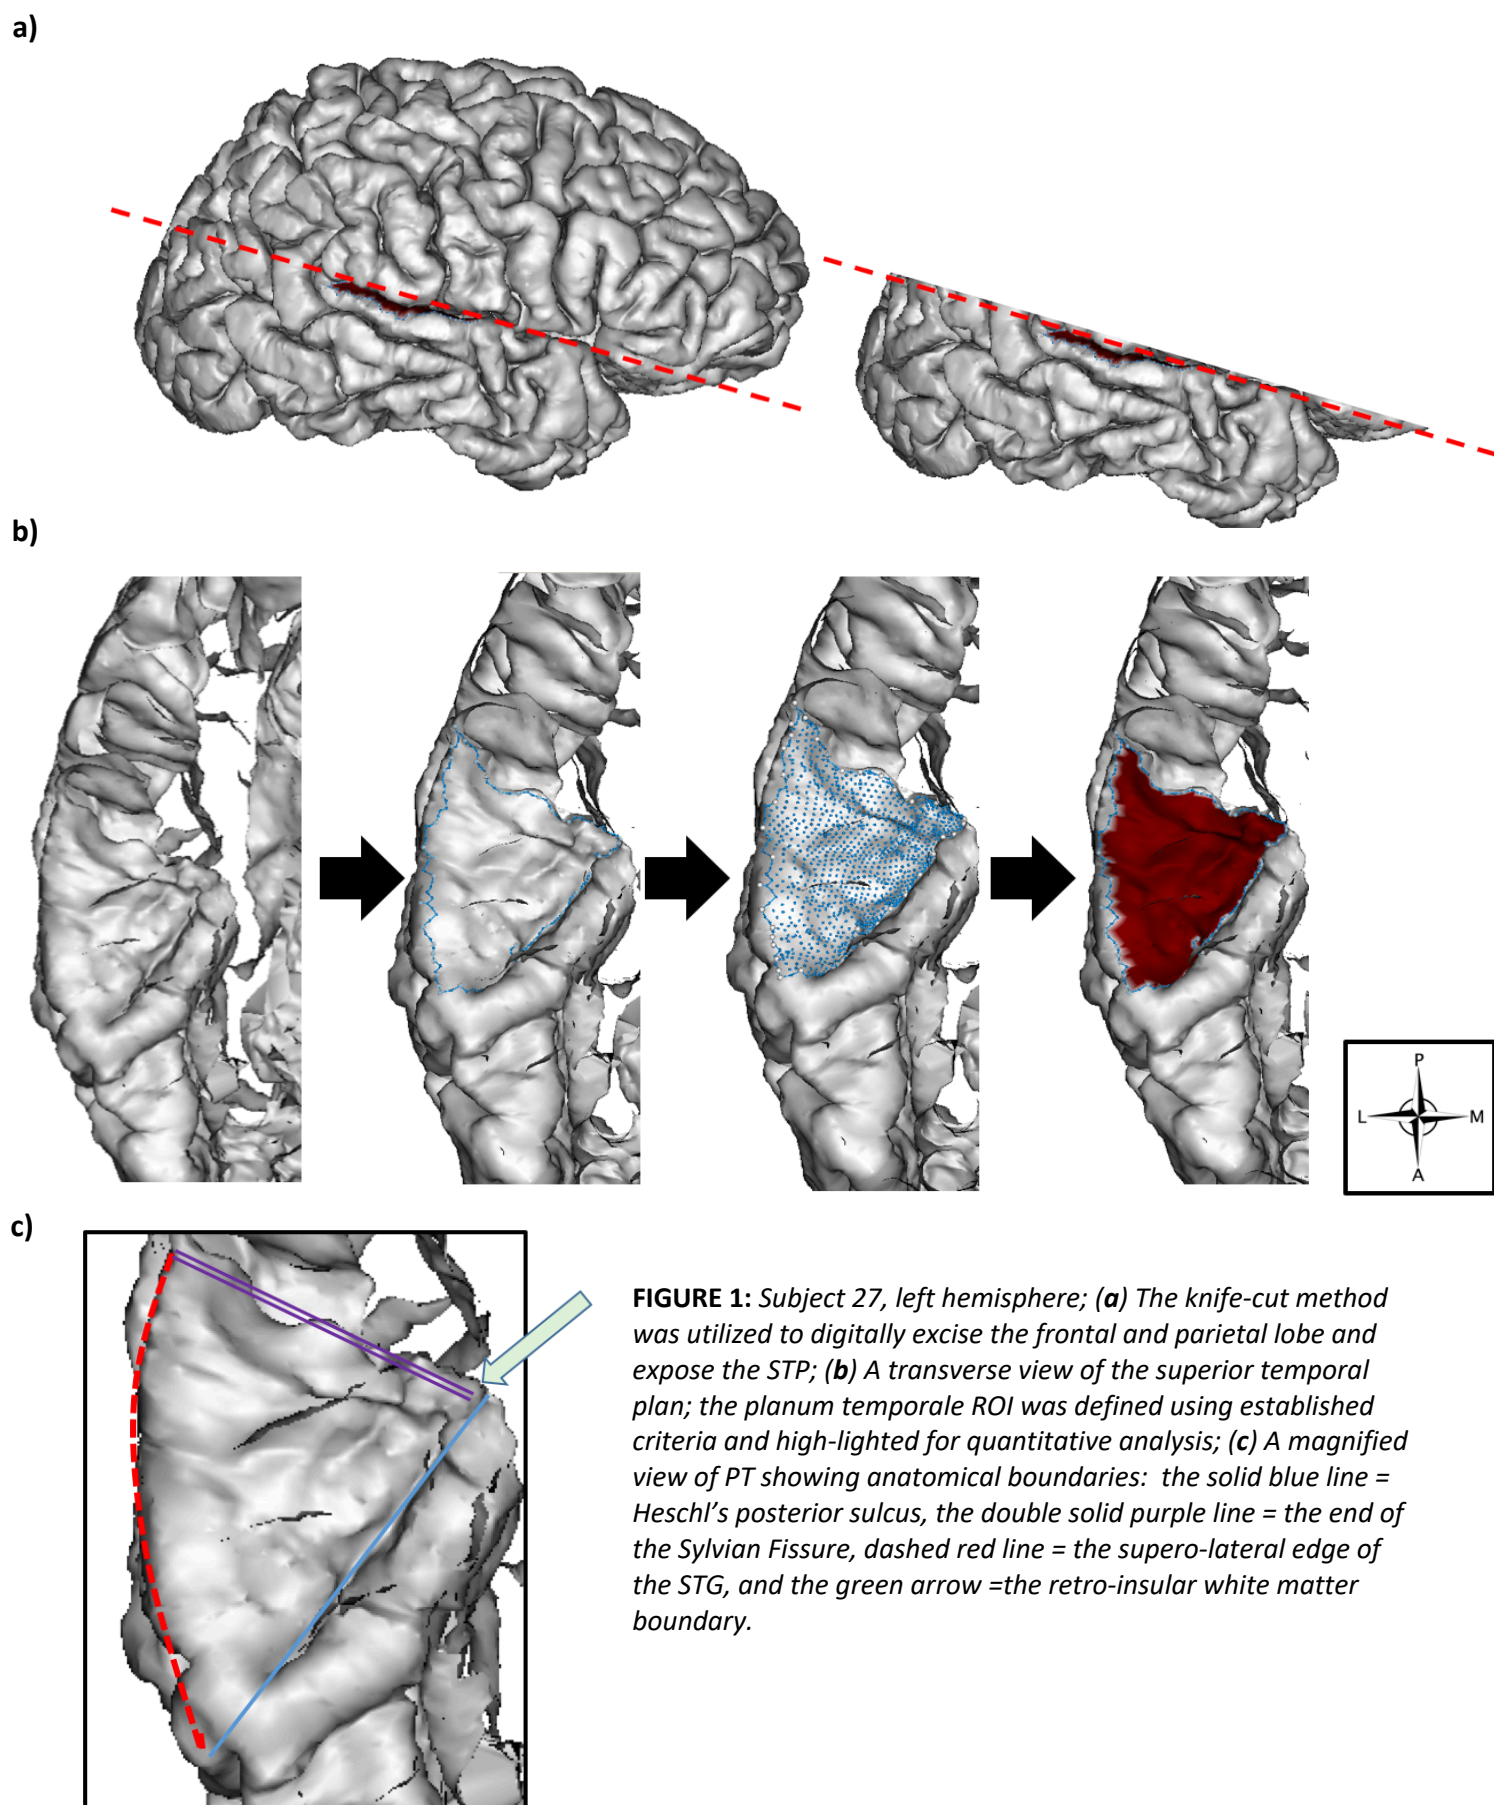 a)
b)
P
L
M
A
c)
FIGURE 1: Subject 27, left hemisphere; (a) The knife-cut method
was utilized to digitally excise the frontal and parietal lobe and
expose the STP; (b) A transverse view of the superior temporal
plan; the planum temporale ROI was defined using established
criteria and high-lighted for quantitative analysis; (c) A magnified
view of PT showing anatomical boundaries: the solid blue line =
Heschl's posterior sulcus, the double solid purple line = the end of
the Sylvian Fissure, dashed red line = the supero-lateral edge of
the STG, and the green arrow =the retro-insular white matter
boundary.